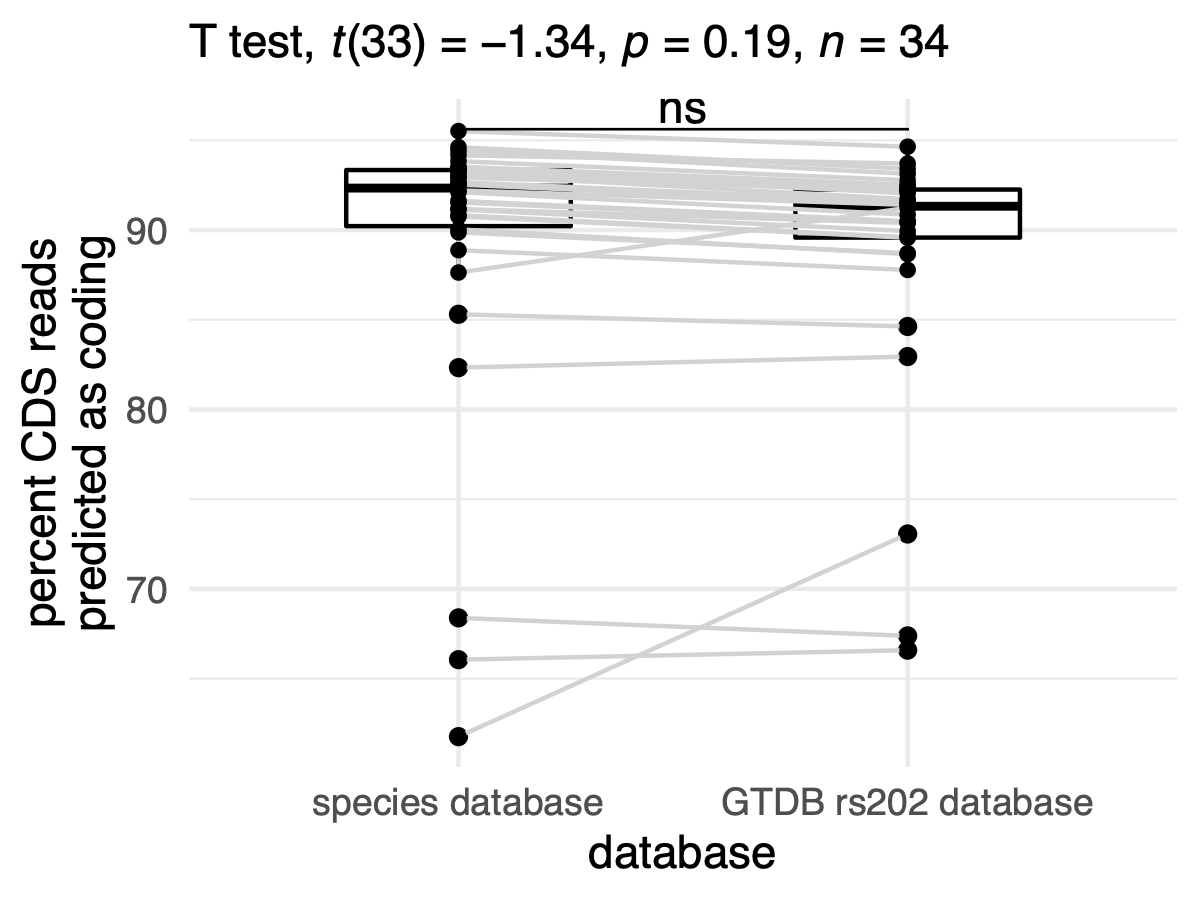 T test, t(33) = −1.34, p = 0.19, n = 34
ns
percent CDS reads
predicted as coding
90
80
70
species database
GTDB rs202 database
database